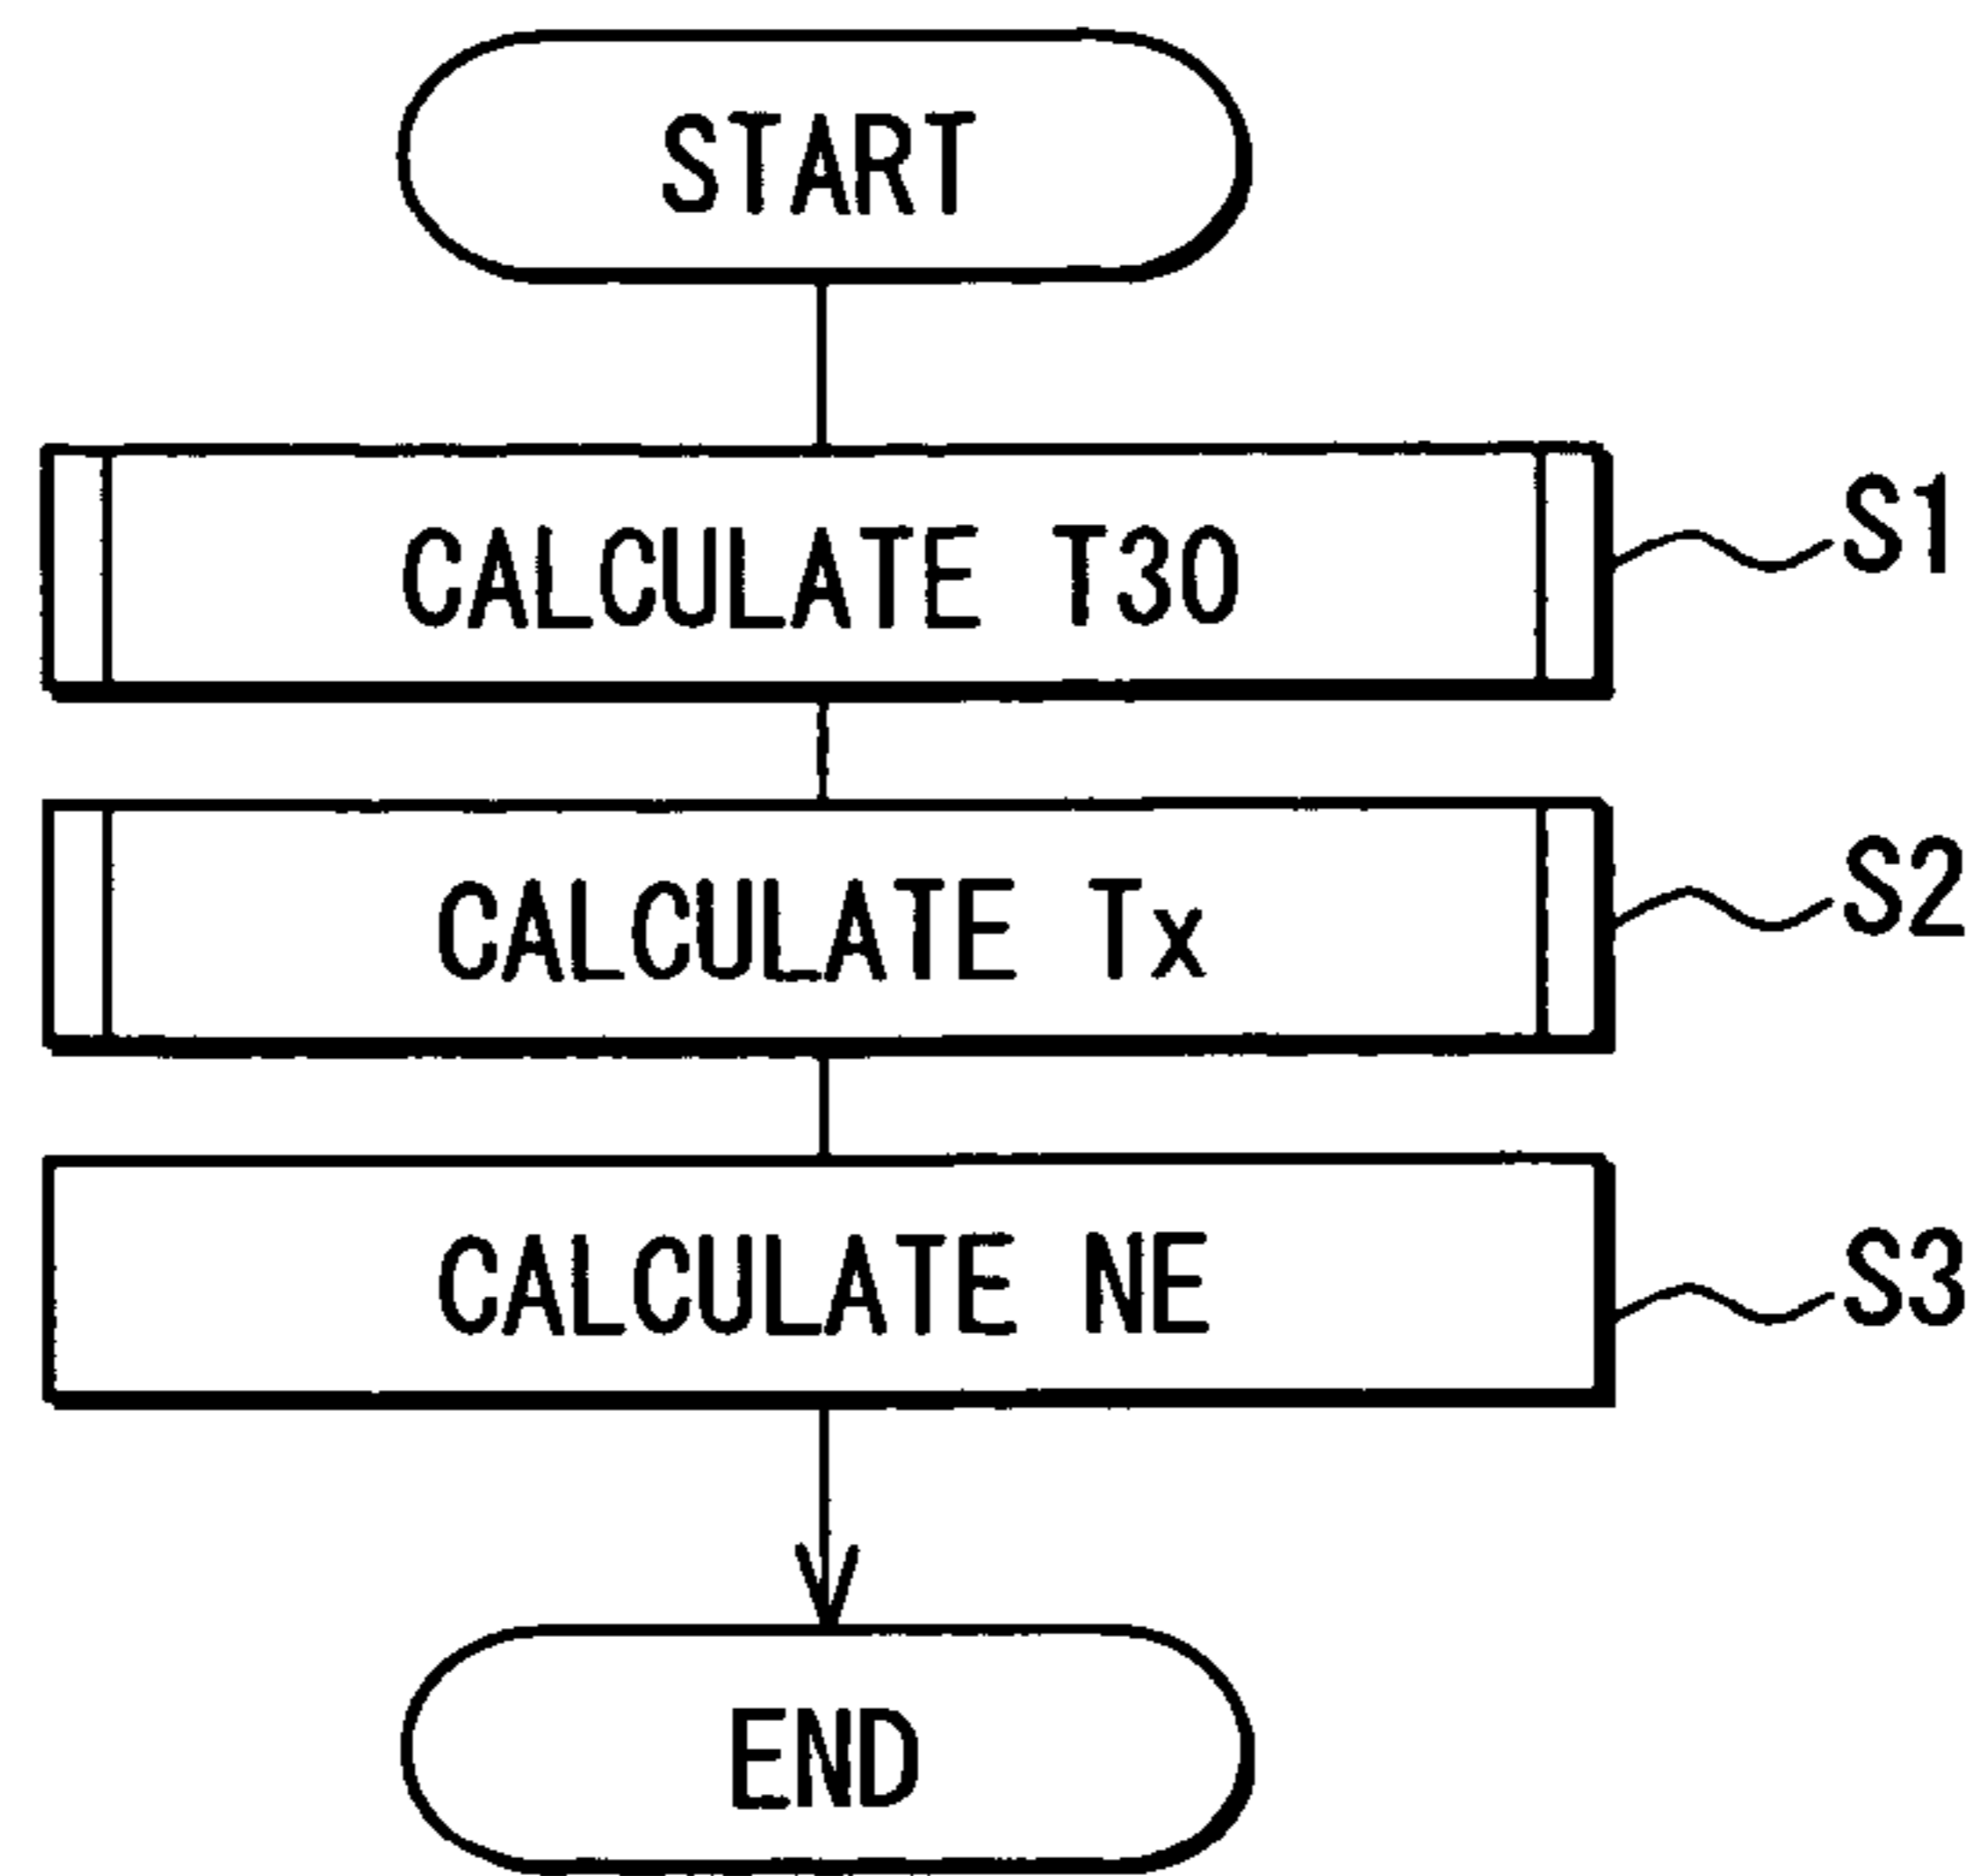 START
CALCULATE T30
S1
CALCULATE Tx
S2
CALCULATE NE
S3
END